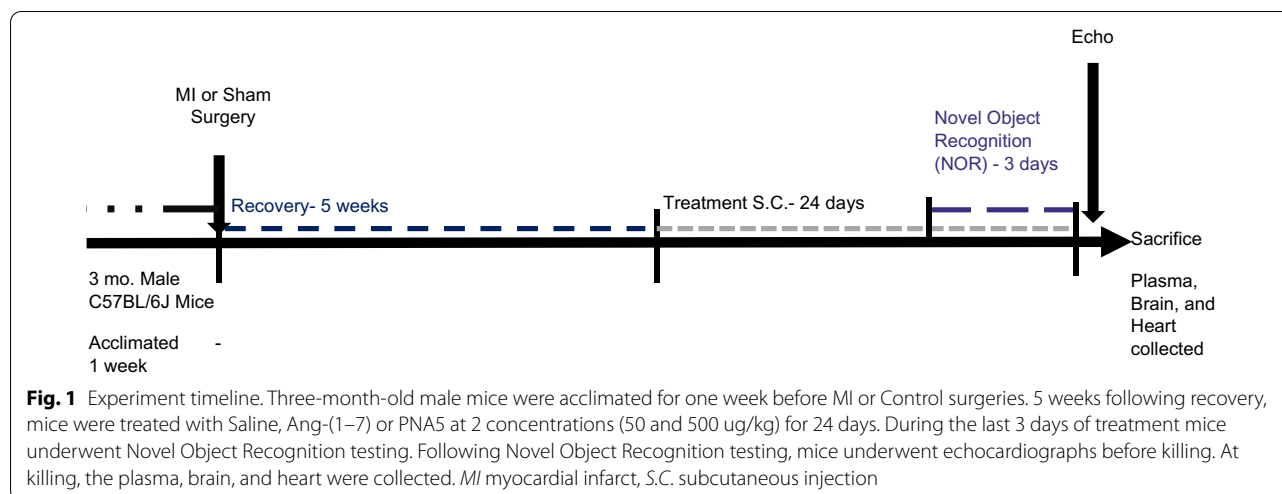 Echo
MI or Sham
Surgery
Novel Object
Recognition
(NOR) - 3 days
Recovery- 5 weeks
Treatment S.C.- 24 days
3 mo. Male
C57BL/6J Mice
Acclimated -
1 week
Sacrifice
Plasma,
Brain, and
Heart
collected
Fig. 1 Experiment timeline. Three-month-old male mice were acclimated for one week before MI or Control surgeries. 5 weeks following recovery,
mice were treated with Saline, Ang-(1–7) or PNA5 at 2 concentrations (50 and 500 ug/kg) for 24 days. During the last 3 days of treatment mice
underwent Novel Object Recognition testing. Following Novel Object Recognition testing, mice underwent echocardiographs before killing. At
killing, the plasma, brain, and heart were collected. MI myocardial infarct, S.C. subcutaneous injection